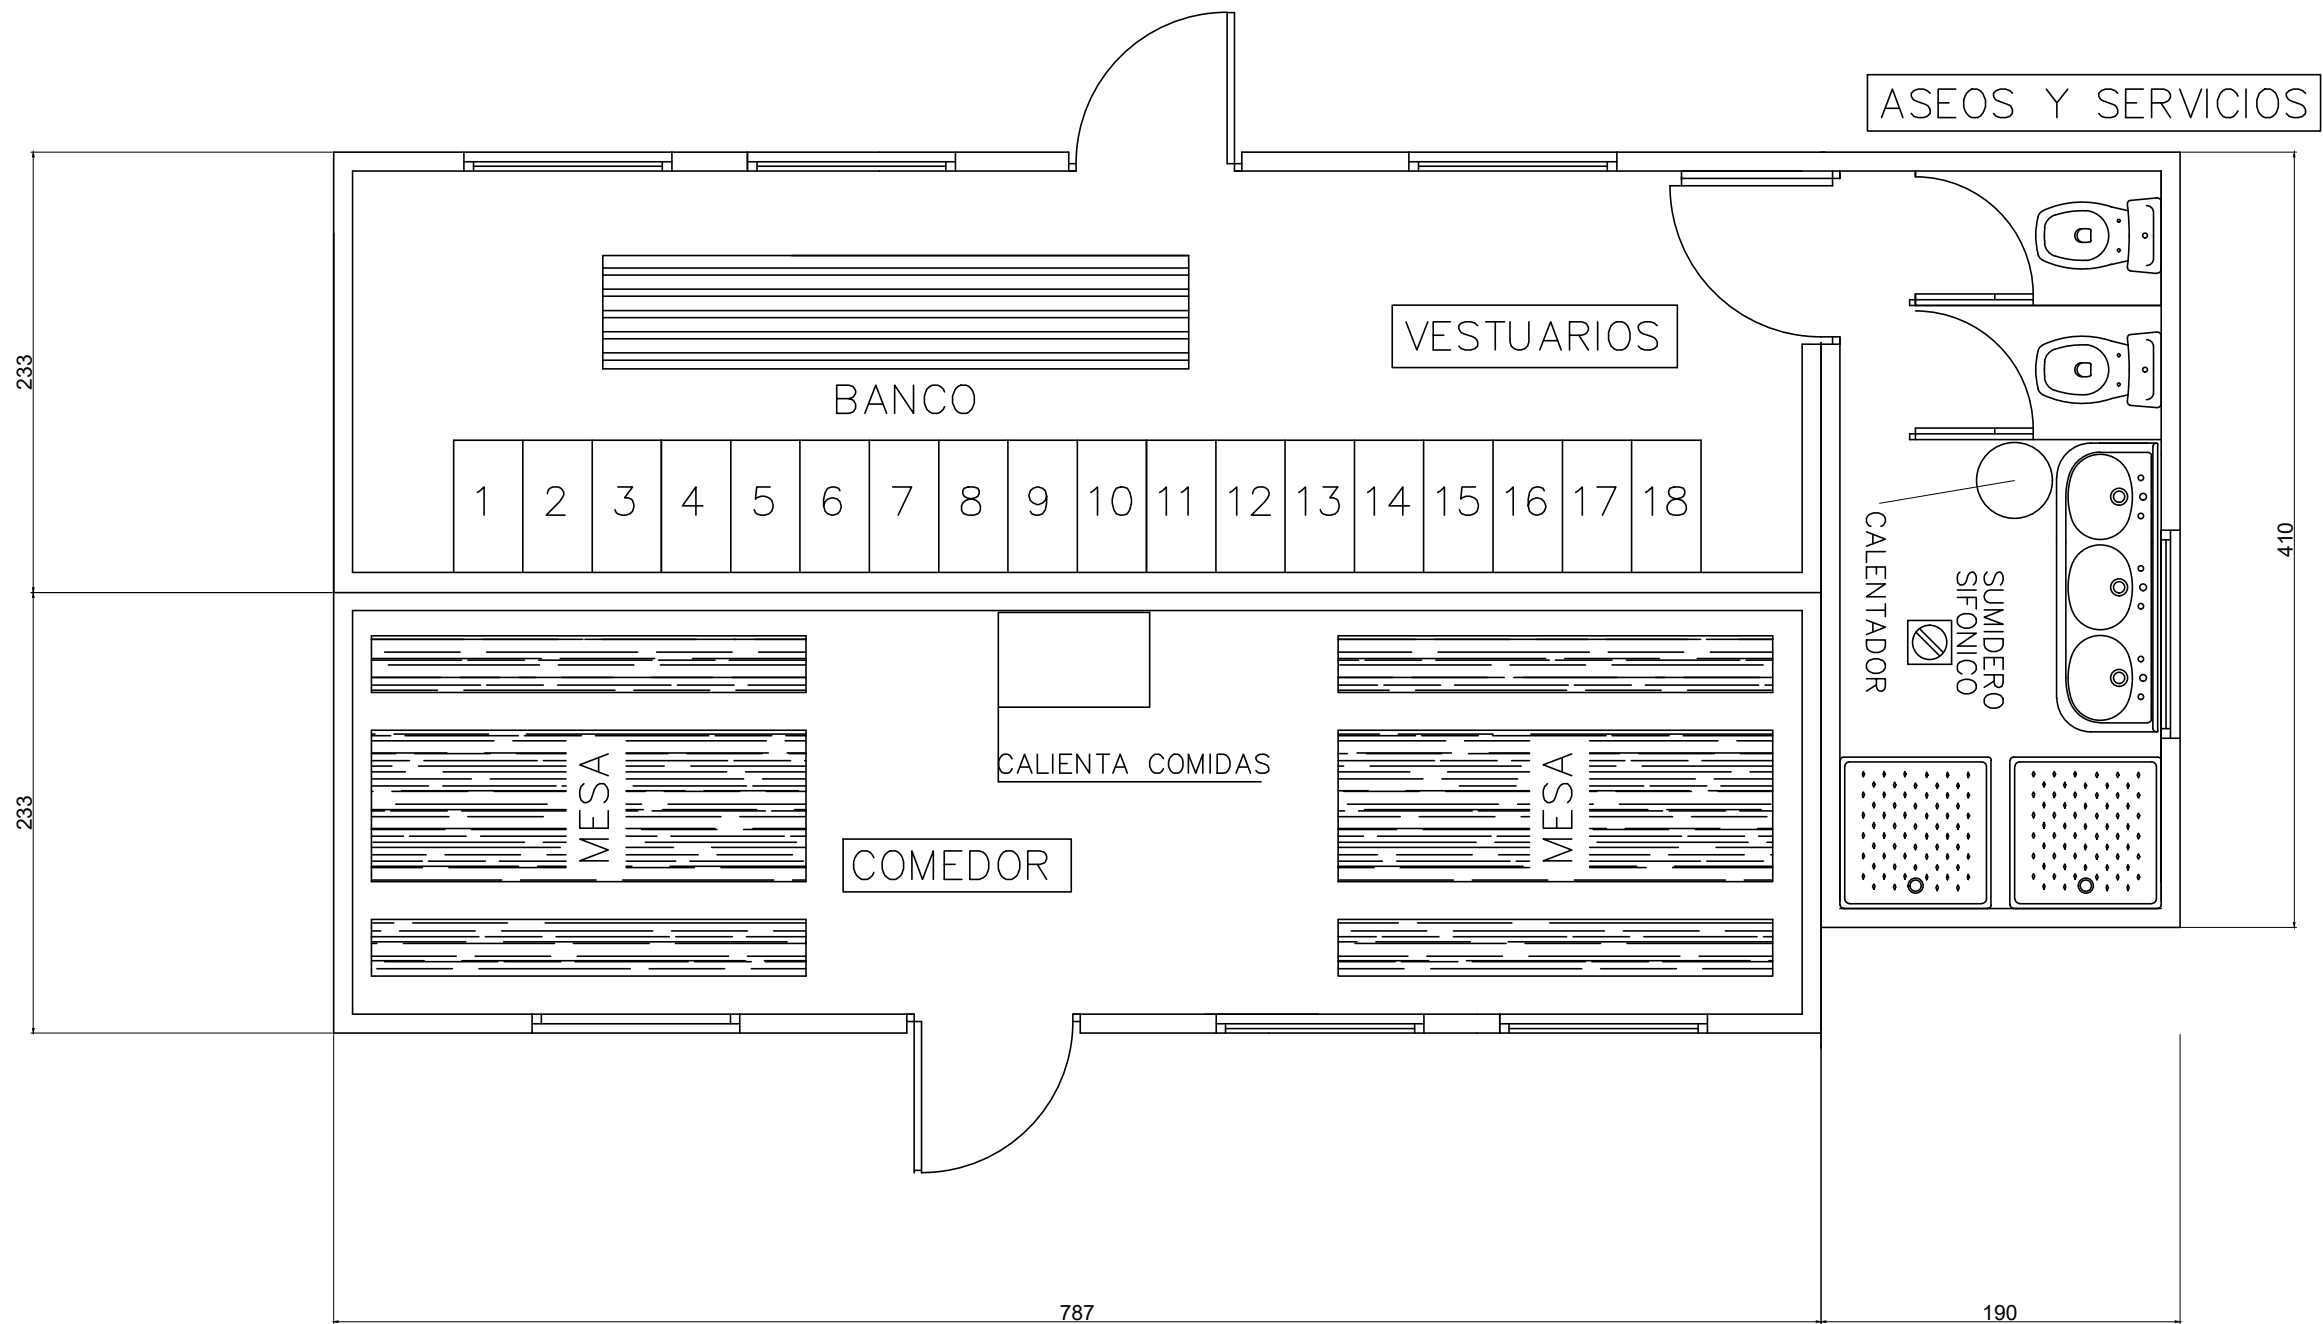 ASEOS Y SERVICIOS
VESTUARIOS
BANCO
233
1 2 3 4 5 6 7 8 9 10 11 12 13 14 15 16 17 18
CALENTADOR
SUMIDERO
SIFONICO
410
CALIENTA COMIDAS
MESA
MESA
COMEDOR
233
787
190